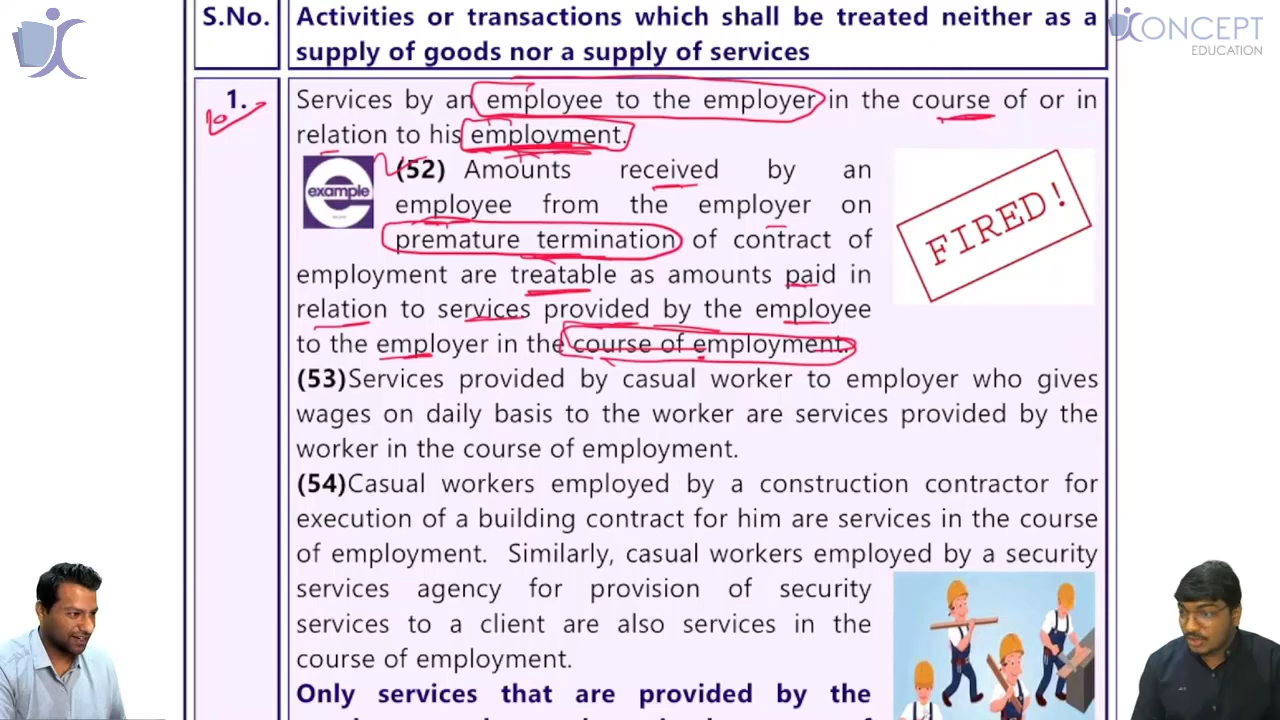 S.No.
Activities or transactions which shall be treated neither as a
supply of goods nor a supply of services
KONCEPT
EDUCATION
1.
Services by an employee to the employer in the course of or in
relation to his employment.
example
(52) Amounts received by an
employee from the employer on
premature termination of contract of
employment are treatable as amounts paid in
relation to services provided by the employee
to the employer in the course of employment.
FIRED!
(53)Services provided by casual worker to employer who gives
wages on daily basis to the worker are services provided by the
worker in the course of employment.
(54)Casual workers employed by a construction contractor for
execution of a building contract for him are services in the course
of employment. Similarly, casual workers employed by a security
services agency for provision of security
services to a client are also services in the
course of employment.
Only services that are provided by the